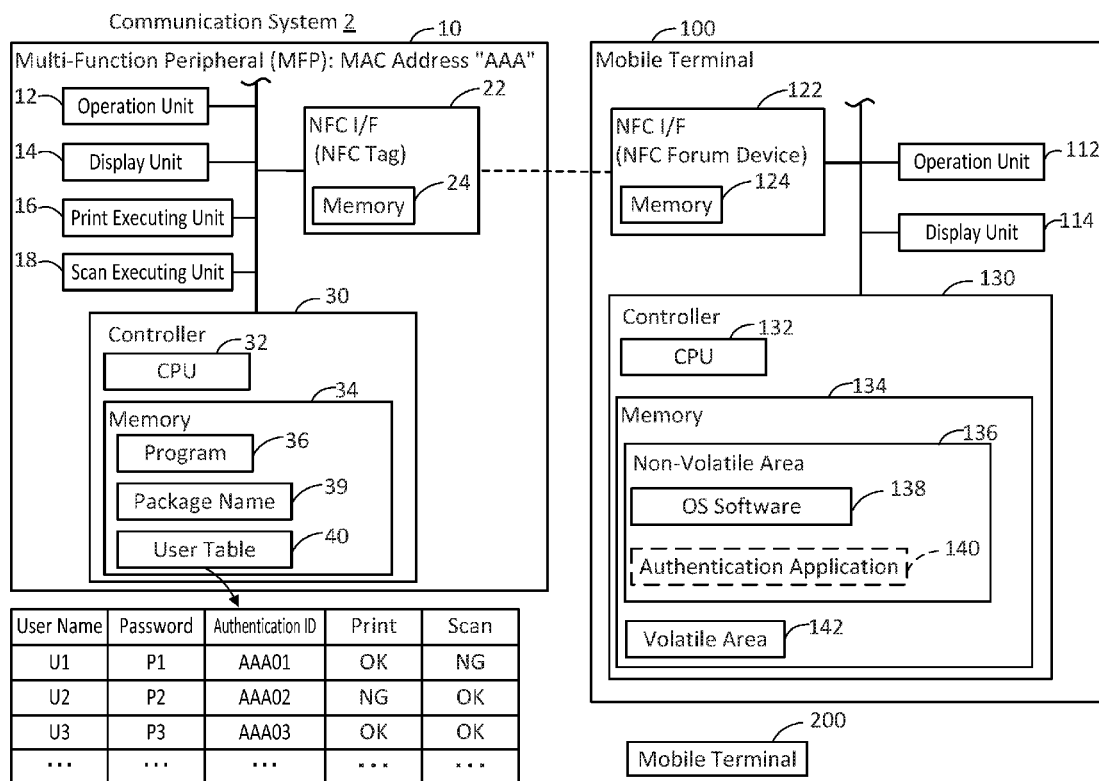 Communication System 2
10
Multi-Function Peripheral (MFP): MAC Address "AAA"
12
Operation Unit
14
Display Unit
16
Print Executing Unit
18
Scan Executing Unit
22
NFC I/F
(NFC Tag)
24
Memory
30
Controller
32
CPU
34
Memory
36
Program
39
Package Name
40
User Table
User Name Password Authentication ID Print Scan
U1 P1 AAA01 OK NG
U2 P2 AAA02 NG OK
U3 P3 AAA03 OK OK
... ... ... ... ...
100
Mobile Terminal
122
NFC I/F
(NFC Forum Device)
124
Memory
Operation Unit
112
Display Unit
114
130
Controller
132
CPU
134
Memory
136
Non-Volatile Area
138
OS Software
140
Authentication Application
Volatile Area
142
200
Mobile Terminal